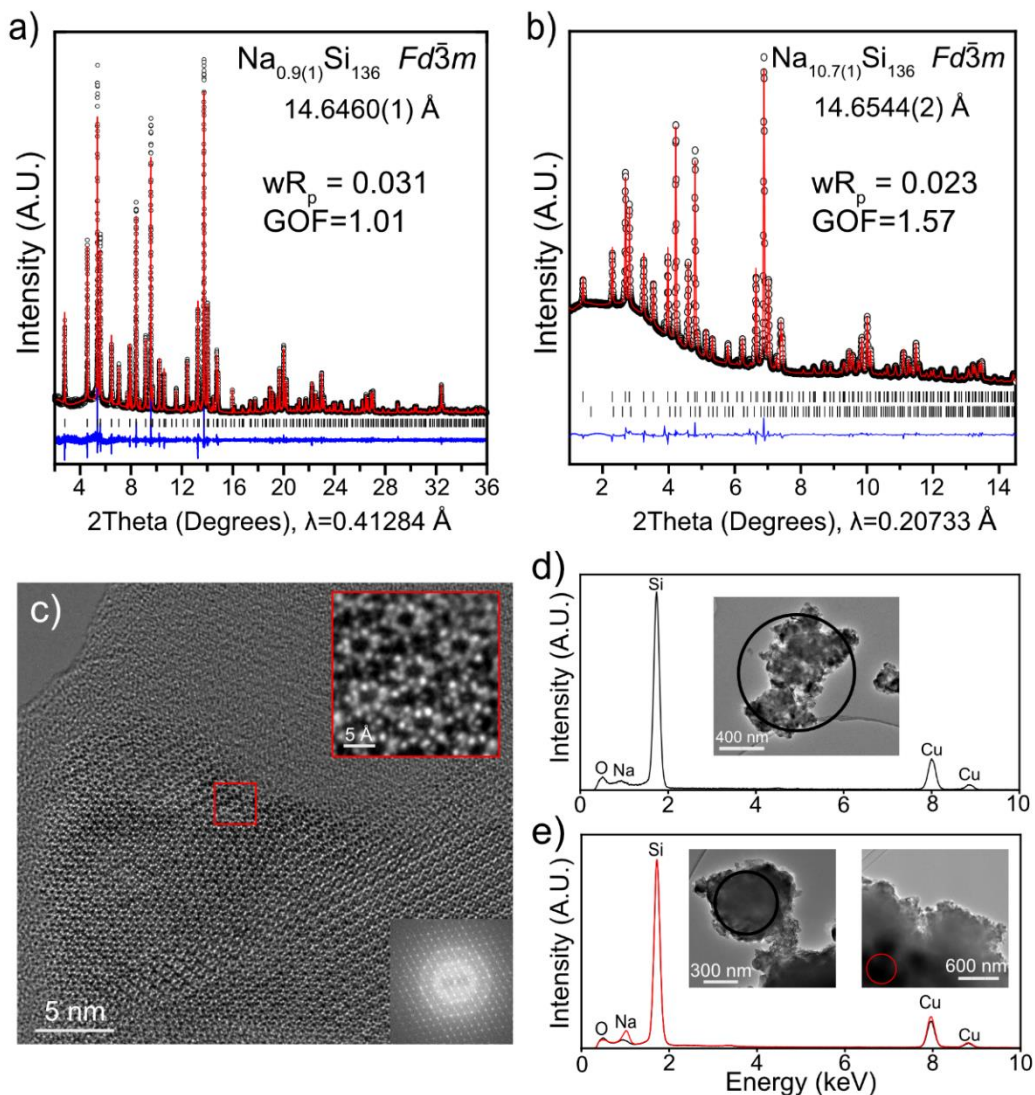 a)
Na0.9(1)Si136 Fd3̄m
14.6460(1) Å
wRp = 0.031
GOF=1.01
Intensity (A.U.)
4 8 12 16 20 24 28 32 36
2Theta (Degrees), λ=0.41284 Å
b)
Na10.7(1)Si136 Fd3̄m
14.6544(2) Å
wRp = 0.023
GOF=1.57
Intensity (A.U.)
2 4 6 8 10 12 14
2Theta (Degrees), λ=0.20733 Å
c)
5 Å
5 nm
d)
Intensity (A.U.)
Si
O Na
Cu
Cu
400 nm
0 2 4 6 8 10
e)
Intensity (A.U.)
Si
O Na
Cu
Cu
300 nm
600 nm
0 2 4 6 8 10
Energy (keV)